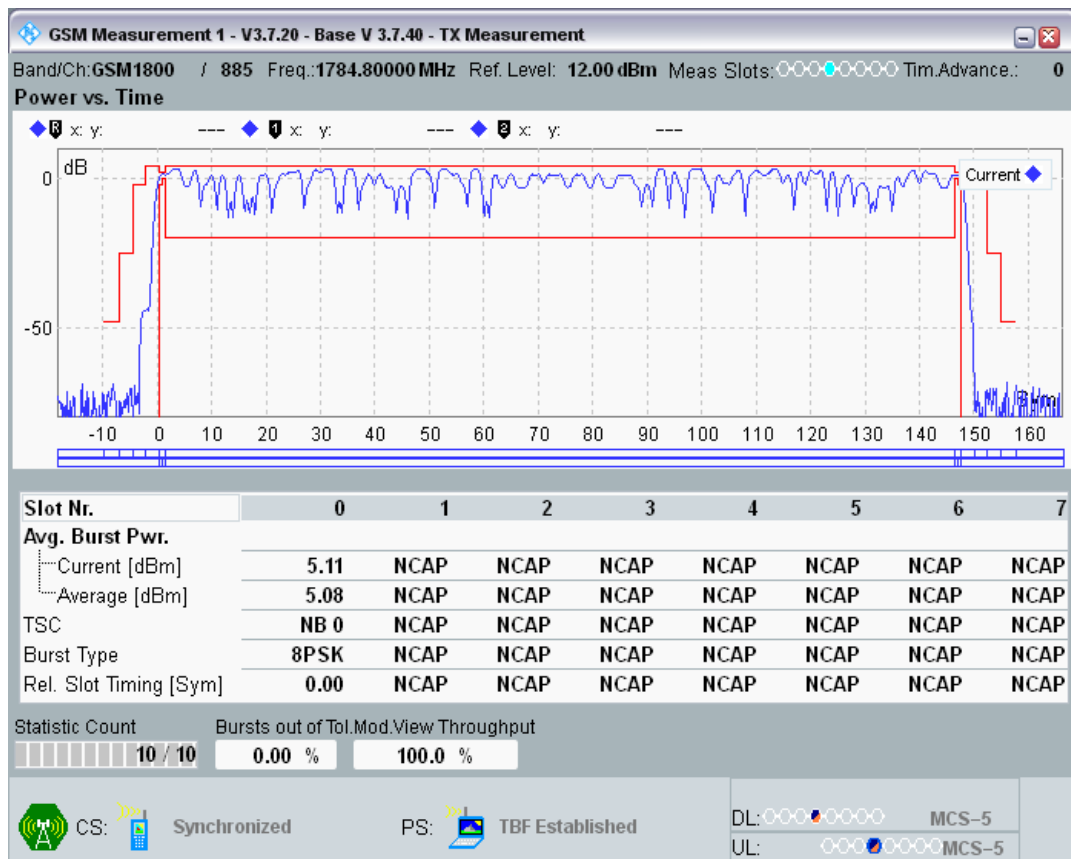 GSM Measurement 1 - V3.7.20 - Base V 3.7.40 - TX Measurement
Band/Ch:GSM1800 / 885 Freq.:1784.80000 MHz Ref. Level: 12.00 dBm Meas Slots: Tim.Advance.: 0
Power vs. Time
R x: y: --- 1 x: y: --- 2 x: y: ---
dB
Current
0
-50
-10 0 10 20 30 40 50 60 70 80 90 100 110 120 130 140 150 160
Slot Nr. 0 1 2 3 4 5 6 7
Avg. Burst Pwr.
Current [dBm] 5.11 NCAP NCAP NCAP NCAP NCAP NCAP NCAP
Average [dBm] 5.08 NCAP NCAP NCAP NCAP NCAP NCAP NCAP
TSC NB 0 NCAP NCAP NCAP NCAP NCAP NCAP NCAP
Burst Type 8PSK NCAP NCAP NCAP NCAP NCAP NCAP NCAP
Rel. Slot Timing [Sym] 0.00 NCAP NCAP NCAP NCAP NCAP NCAP NCAP
Statistic Count Bursts out of Tol. Mod.View Throughput
10 / 10 0.00 % 100.0 %
CS: Synchronized PS: TBF Established
DL: MCS-5
UL: MCS-5